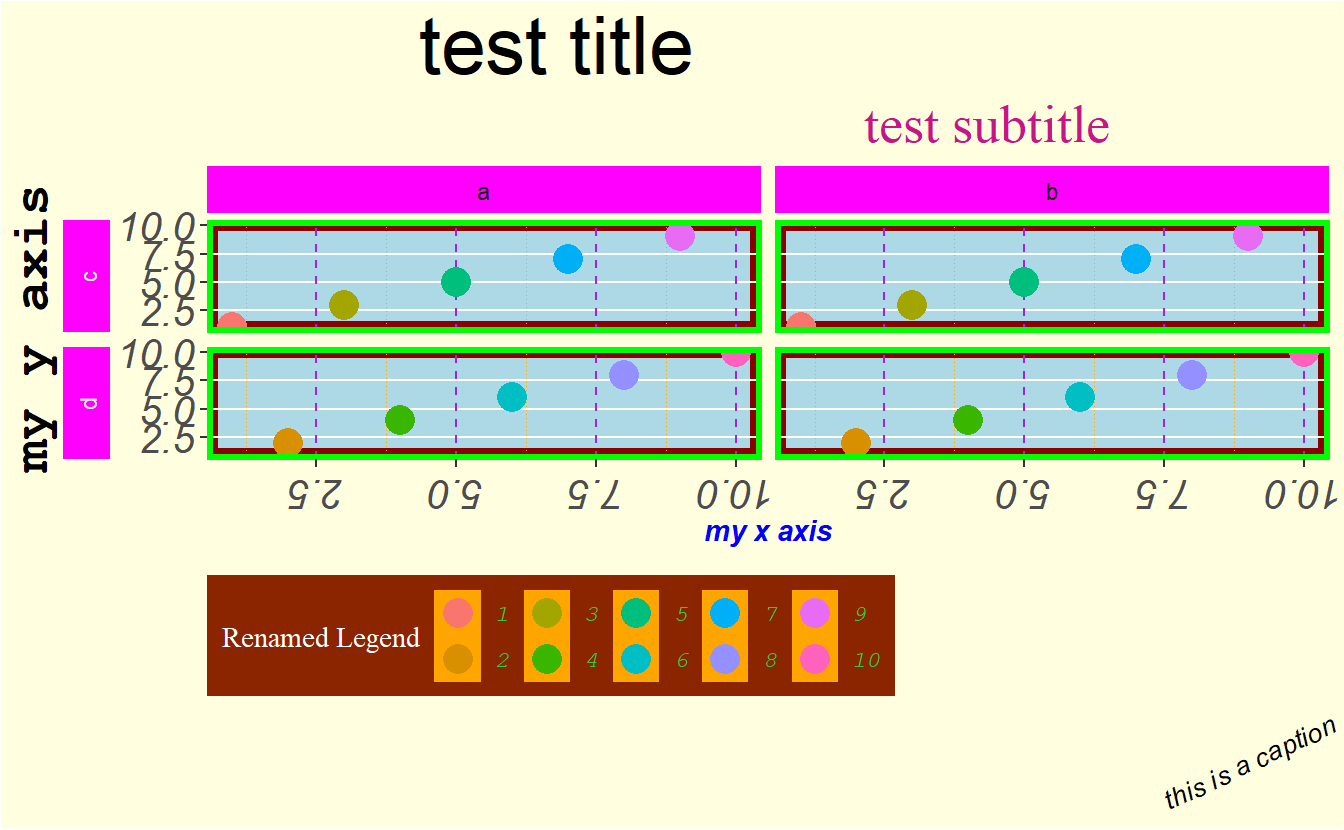 test title
test subtitle
a
b
my y axis
c
10.0
7.5
5.0
2.5
d
10.0
7.5
5.0
2.5
2.5 5.0 7.5 10.0 2.5 5.0 7.5 10.0
my x axis
Renamed Legend
1 3 5 7 9
2 4 6 8 10
this is a caption